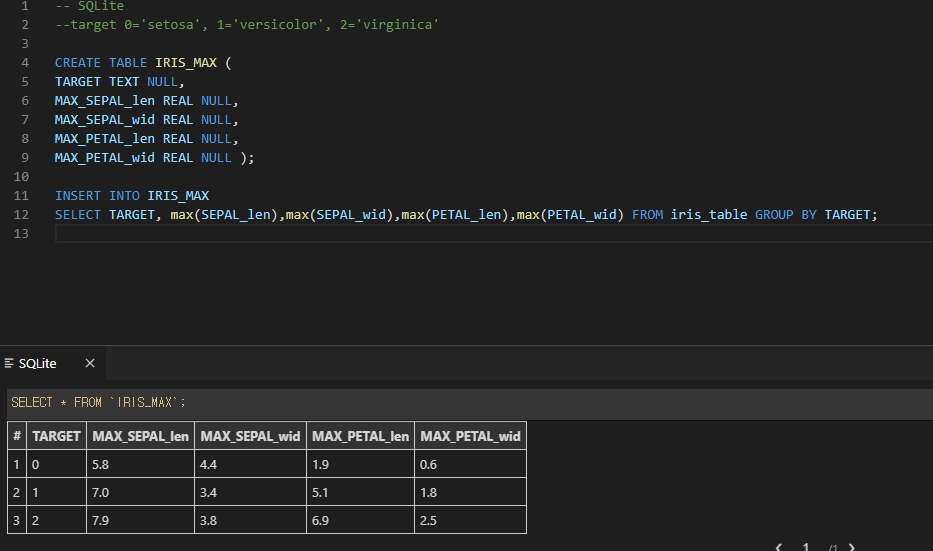 1 -- SQLite
2 --target 0='setosa', 1='versicolor', 2='virginica'
3
4 CREATE TABLE IRIS_MAX (
5 TARGET TEXT NULL,
6 MAX_SEPAL_len REAL NULL,
7 MAX_SEPAL_wid REAL NULL,
8 MAX_PETAL_len REAL NULL,
9 MAX_PETAL_wid REAL NULL );
10
11 INSERT INTO IRIS_MAX
12 SELECT TARGET, max(SEPAL_len),max(SEPAL_wid),max(PETAL_len),max(PETAL_wid) FROM iris_table GROUP BY TARGET;
13
SQLite ×
SELECT * FROM `IRIS_MAX`;
# TARGET MAX_SEPAL_len MAX_SEPAL_wid MAX_PETAL_len MAX_PETAL_wid
1 0 5.8 4.4 1.9 0.6
2 1 7.0 3.4 5.1 1.8
3 2 7.9 3.8 6.9 2.5
1 /1